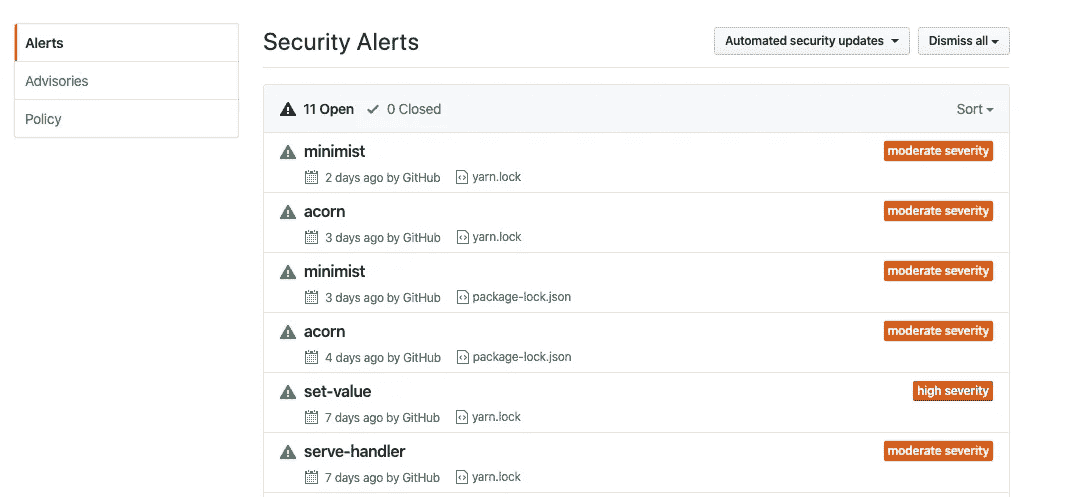 Alerts
Advisories
Policy
Security Alerts
Automated security updates
Dismiss all
11 Open 0 Closed
Sort
minimist
moderate severity
2 days ago by GitHub yarn.lock
acorn
moderate severity
3 days ago by GitHub yarn.lock
minimist
moderate severity
3 days ago by GitHub package-lock.json
acorn
moderate severity
4 days ago by GitHub package-lock.json
set-value
high severity
7 days ago by GitHub yarn.lock
serve-handler
moderate severity
7 days ago by GitHub yarn.lock